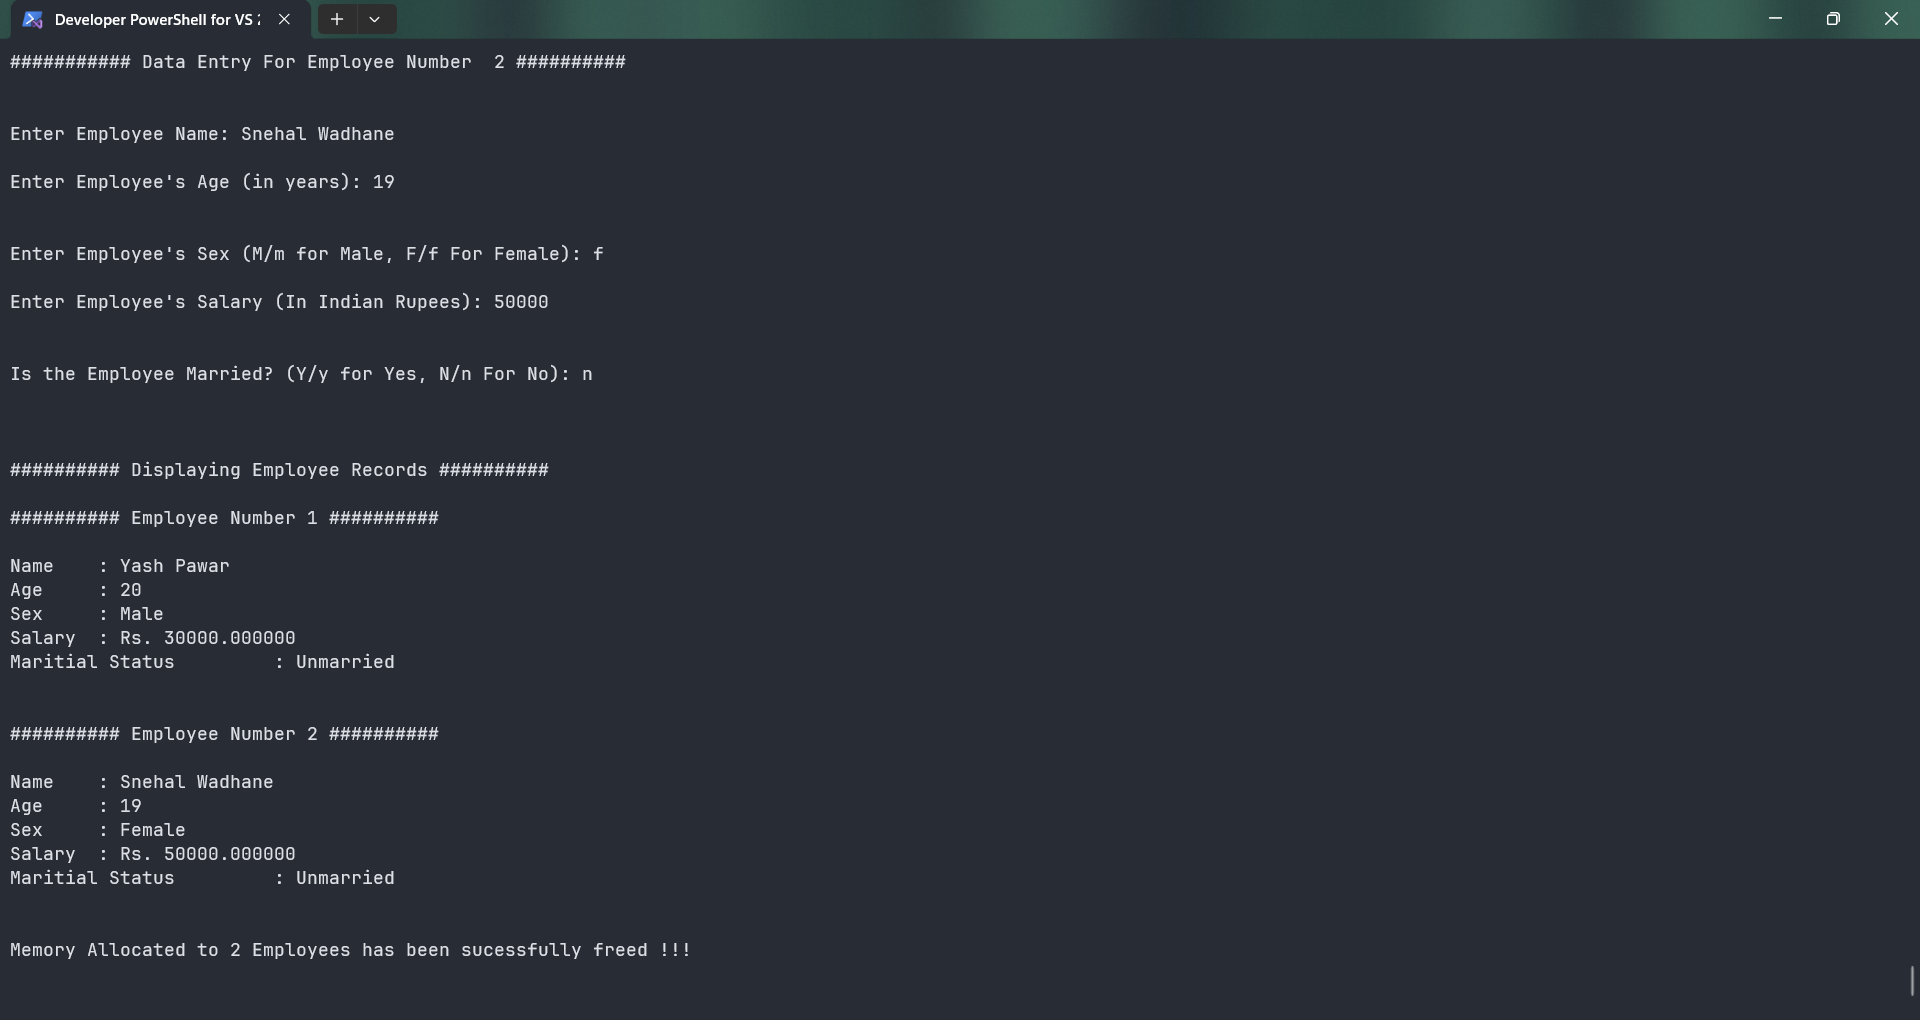 Developer PowerShell for VS 2
########### Data Entry For Employee Number  2 ##########
Enter Employee Name: Snehal Wadhane
Enter Employee's Age (in years): 19
Enter Employee's Sex (M/m for Male, F/f For Female): f
Enter Employee's Salary (In Indian Rupees): 50000
Is the Employee Married? (Y/y for Yes, N/n For No): n
########## Displaying Employee Records ##########
########## Employee Number 1 ##########
Name    : Yash Pawar
Age     : 20
Sex     : Male
Salary  : Rs. 30000.000000
Maritial Status         : Unmarried
########## Employee Number 2 ##########
Name    : Snehal Wadhane
Age     : 19
Sex     : Female
Salary  : Rs. 50000.000000
Maritial Status         : Unmarried
Memory Allocated to 2 Employees has been sucessfully freed !!!